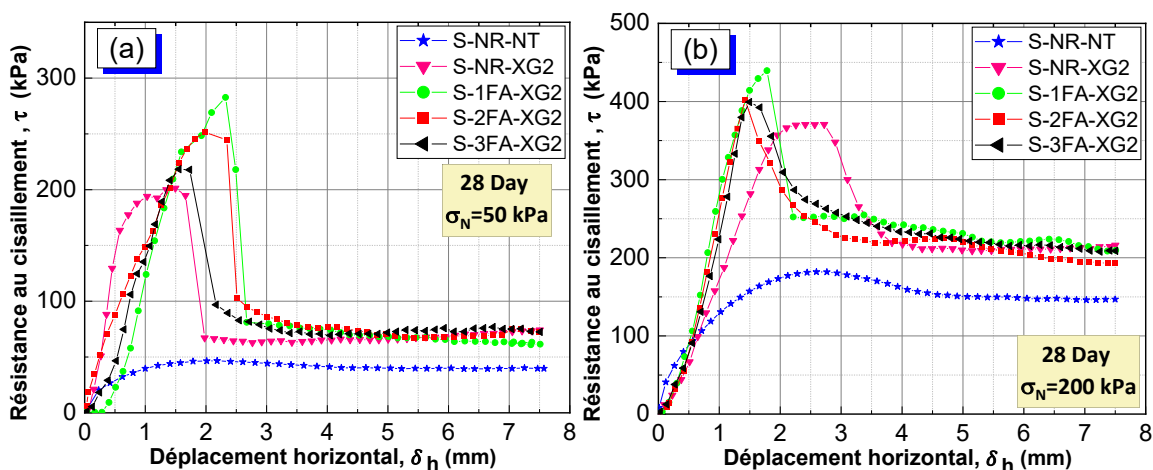 (a)
S-NR-NT
S-NR-XG2
S-1FA-XG2
S-2FA-XG2
S-3FA-XG2
28 Day
σN=50 kPa
Résistance au cisaillement , τ (kPa)
300
200
100
0
0 1 2 3 4 5 6 7 8
Déplacement horizontal, δh (mm)
(b)
S-NR-NT
S-NR-XG2
S-1FA-XG2
S-2FA-XG2
S-3FA-XG2
28 Day
σN=200 kPa
Résistance au cisaillement , τ (kPa)
500
400
300
200
100
0
0 1 2 3 4 5 6 7 8
Déplacement horizontal, δh (mm)